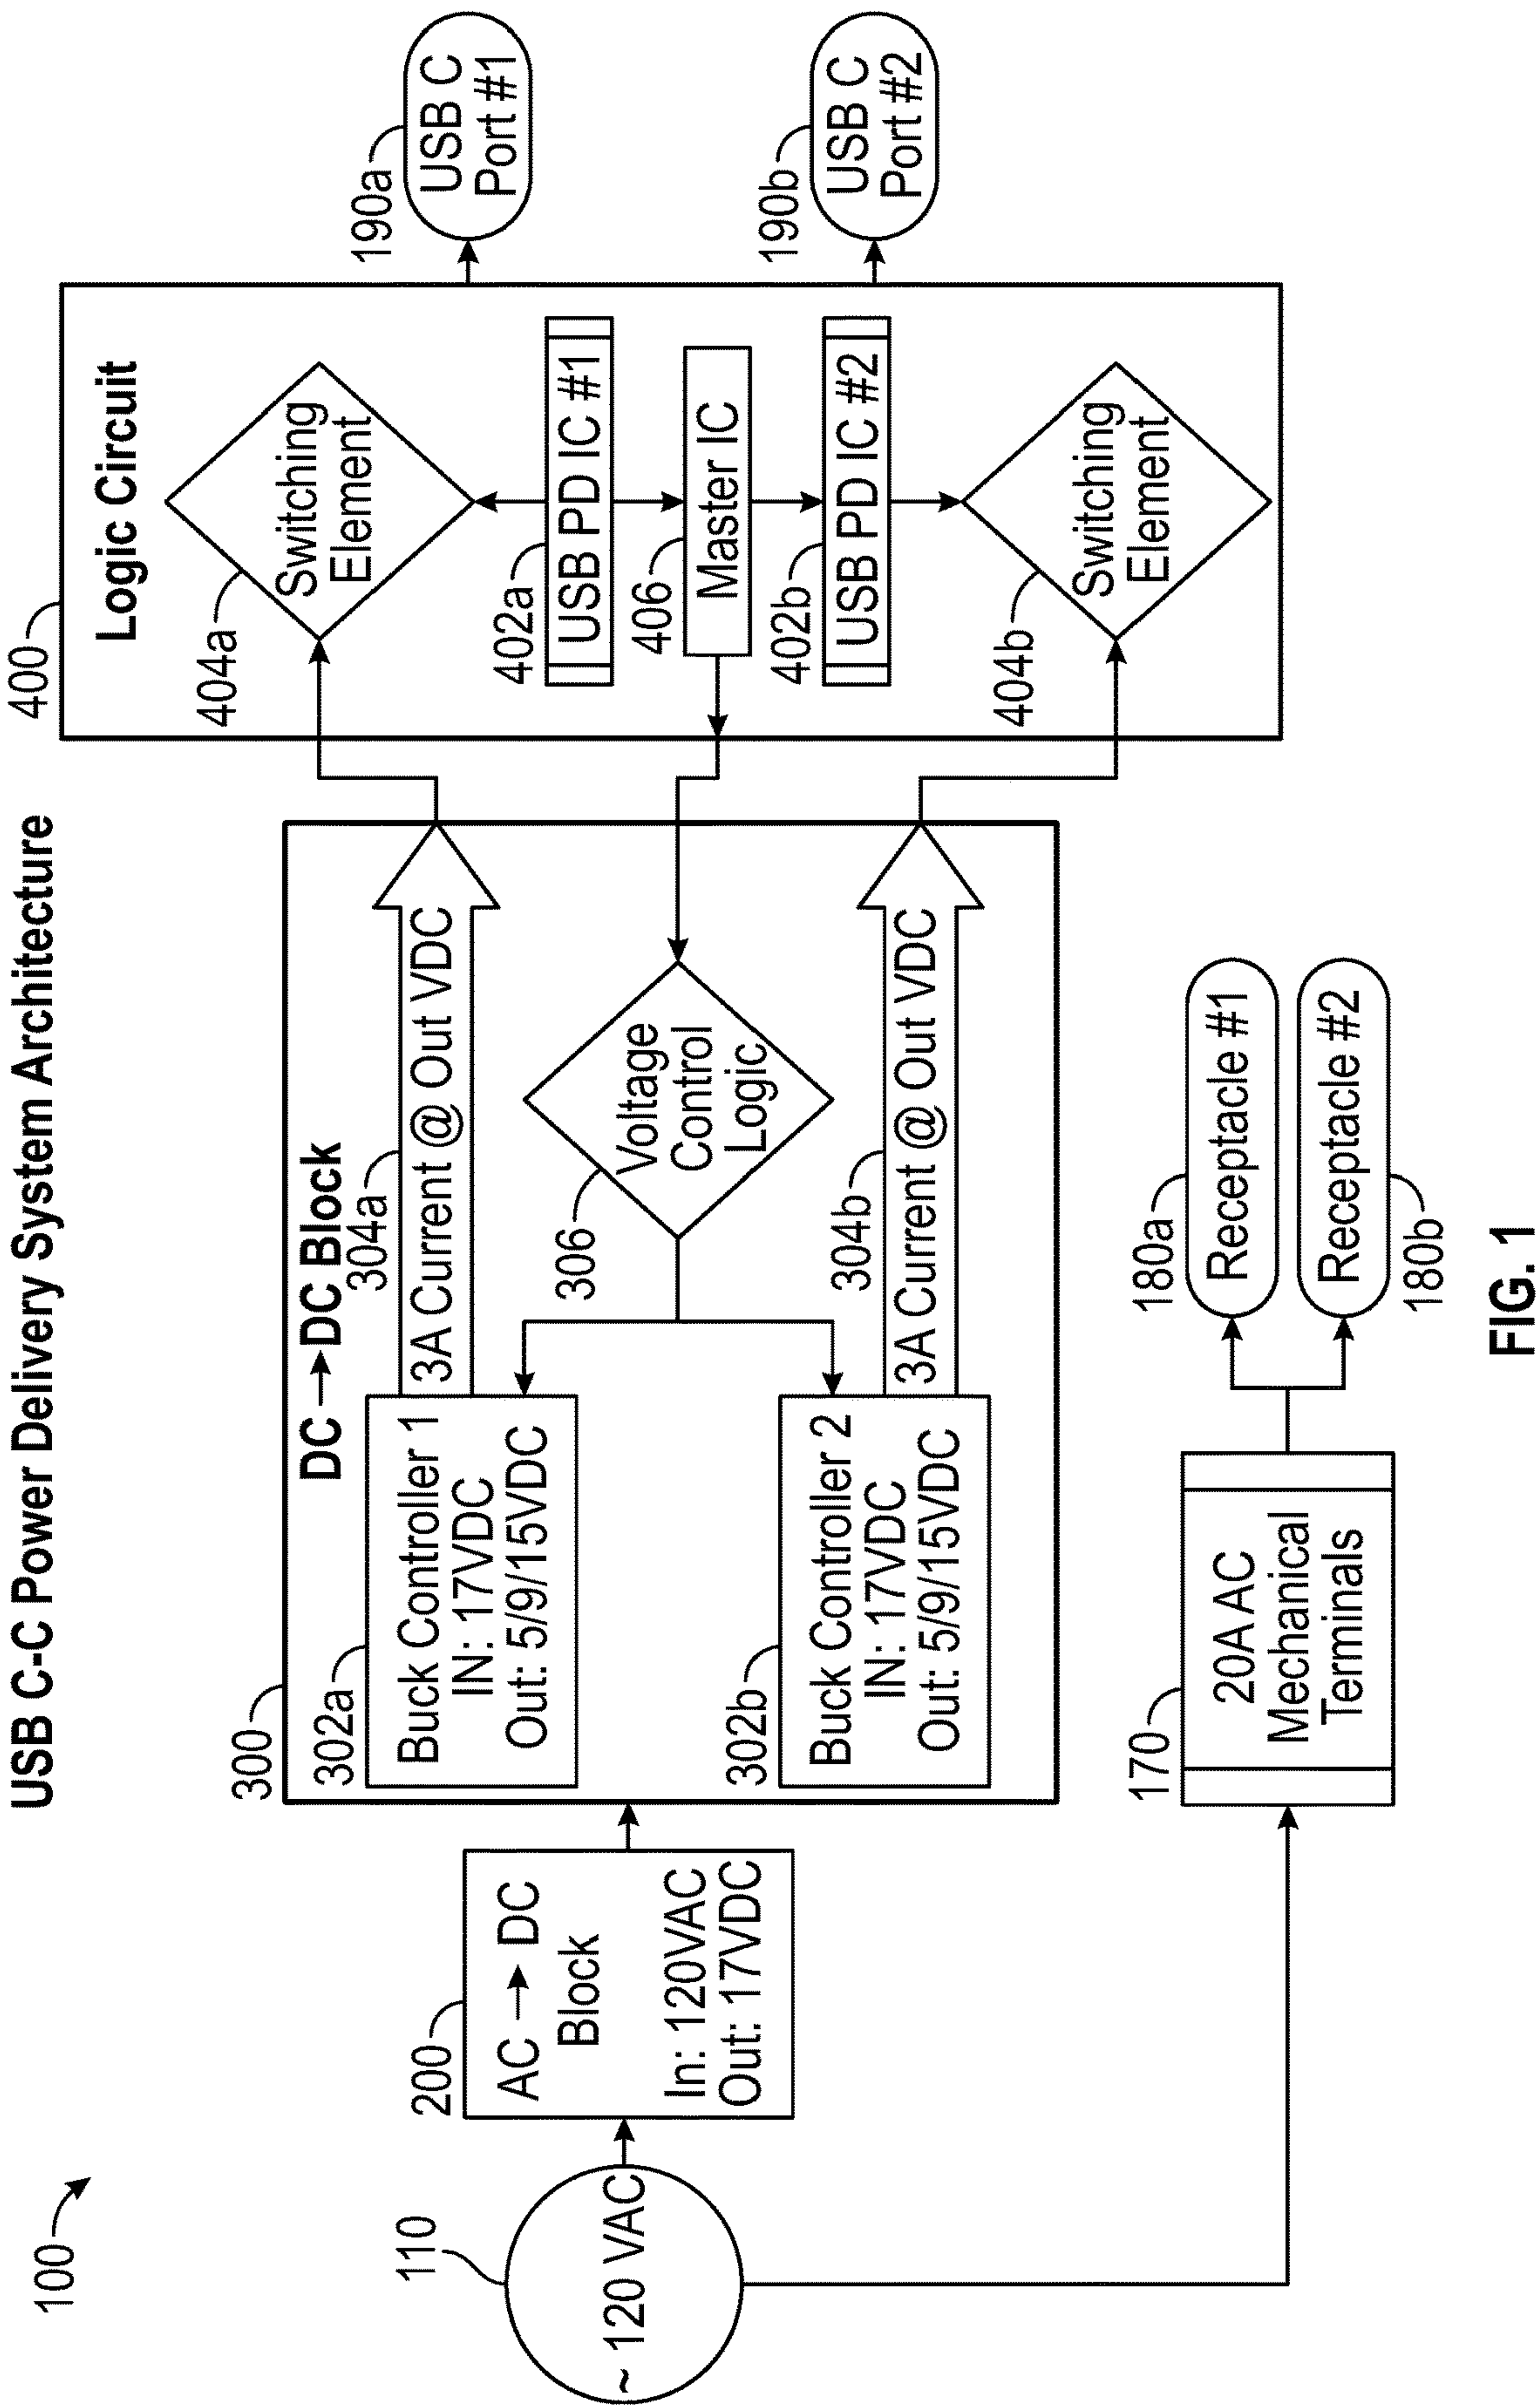 USB C-C Power Delivery System Architecture
100
110
~ 120 VAC
200
AC → DC
Block
In: 120VAC
Out: 17VDC
300
DC → DC Block
302a
Buck Controller 1
IN: 17VDC
Out: 5/9/15VDC
304a
3A Current @ Out VDC
306
Voltage
Control
Logic
302b
Buck Controller 2
IN: 17VDC
Out: 5/9/15VDC
304b
3A Current @ Out VDC
400
Logic Circuit
404a
Switching
Element
402a
USB PD IC #1
406
Master IC
402b
USB PD IC #2
404b
Switching
Element
190a
USB C
Port #1
190b
USB C
Port #2
170
20A AC
Mechanical
Terminals
180a
Receptacle #1
Receptacle #2
180b
FIG. 1